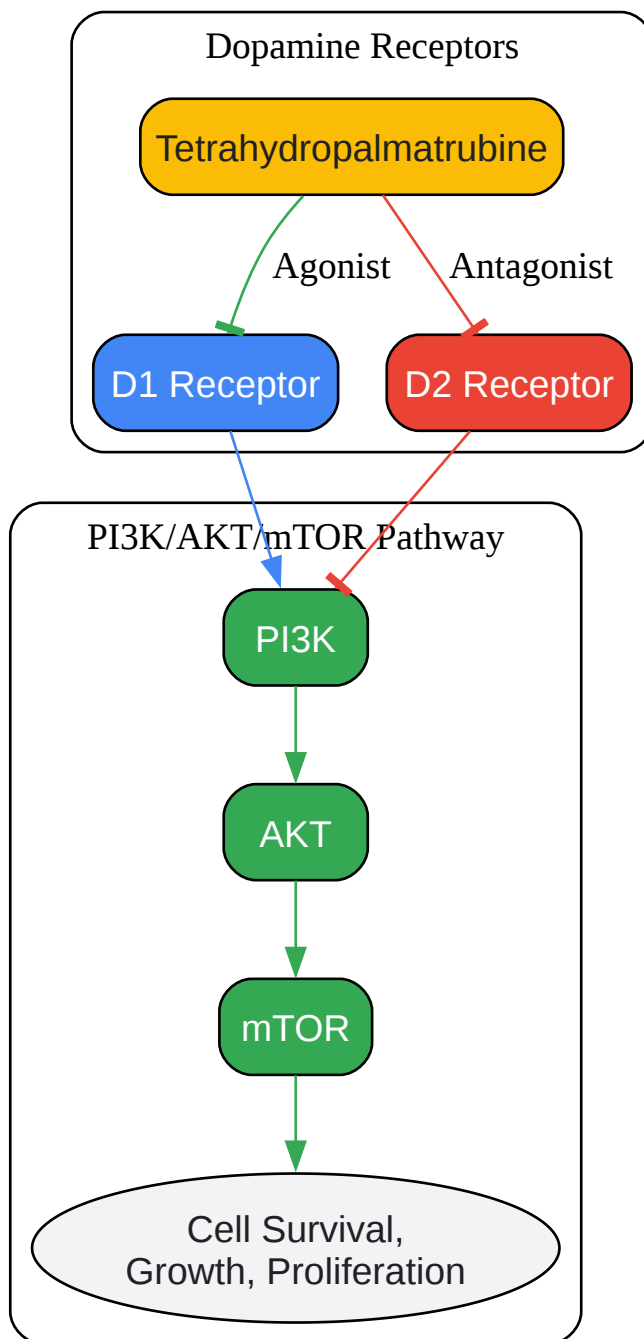 Dopamine Receptors
Tetrahydropalmatrubine
Agonist
Antagonist
D1 Receptor
D2 Receptor
PI3K/AKT/mTOR Pathway
PI3K
AKT
mTOR
Cell Survival,
Growth, Proliferation